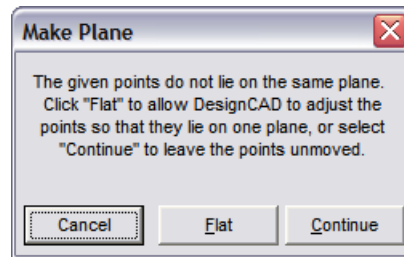 Make Plane
The given points do not lie on the same plane.
Click "Flat" to allow DesignCAD to adjust the
points so that they lie on one plane, or select
"Continue" to leave the points unmoved.
Cancel Flat Continue